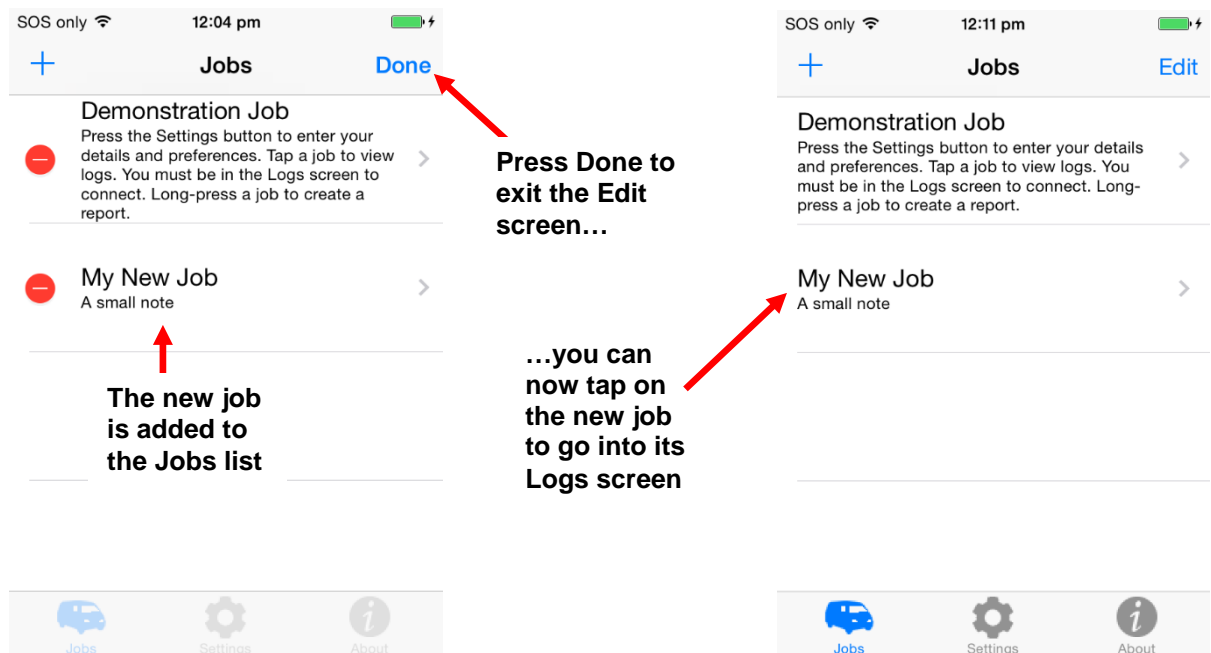 SOS only 12:04 pm
Jobs Done
Demonstration Job
Press the Settings button to enter your
details and preferences. Tap a job to view
logs. You must be in the Logs screen to
connect. Long-press a job to create a
report.
My New Job
A small note
The new job
is added to
the Jobs list
Jobs Settings About
Press Done to
exit the Edit
screen…
…you can
now tap on
the new job
to go into its
Logs screen
SOS only 12:11 pm
Jobs Edit
Demonstration Job
Press the Settings button to enter your details
and preferences. Tap a job to view logs. You
must be in the Logs screen to connect. Long-
press a job to create a report.
My New Job
A small note
Jobs Settings About